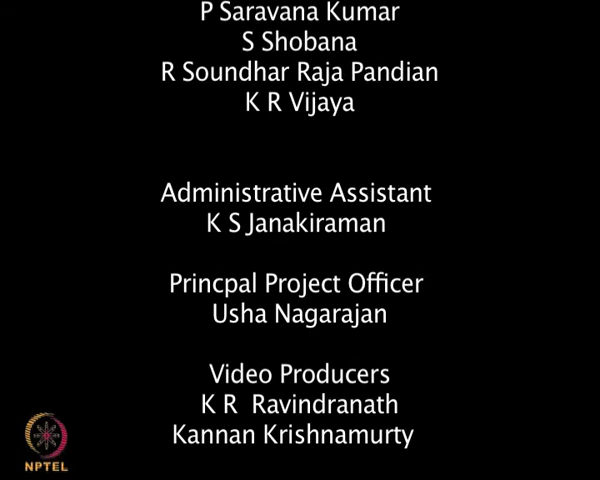 P Saravana Kumar
S Shobana
R Soundhar Raja Pandian
K R Vijaya
Administrative Assistant
K S Janakiraman
Princpal Project Officer
Usha Nagarajan
Video Producers
K R  Ravindranath
Kannan Krishnamurty
NPTEL